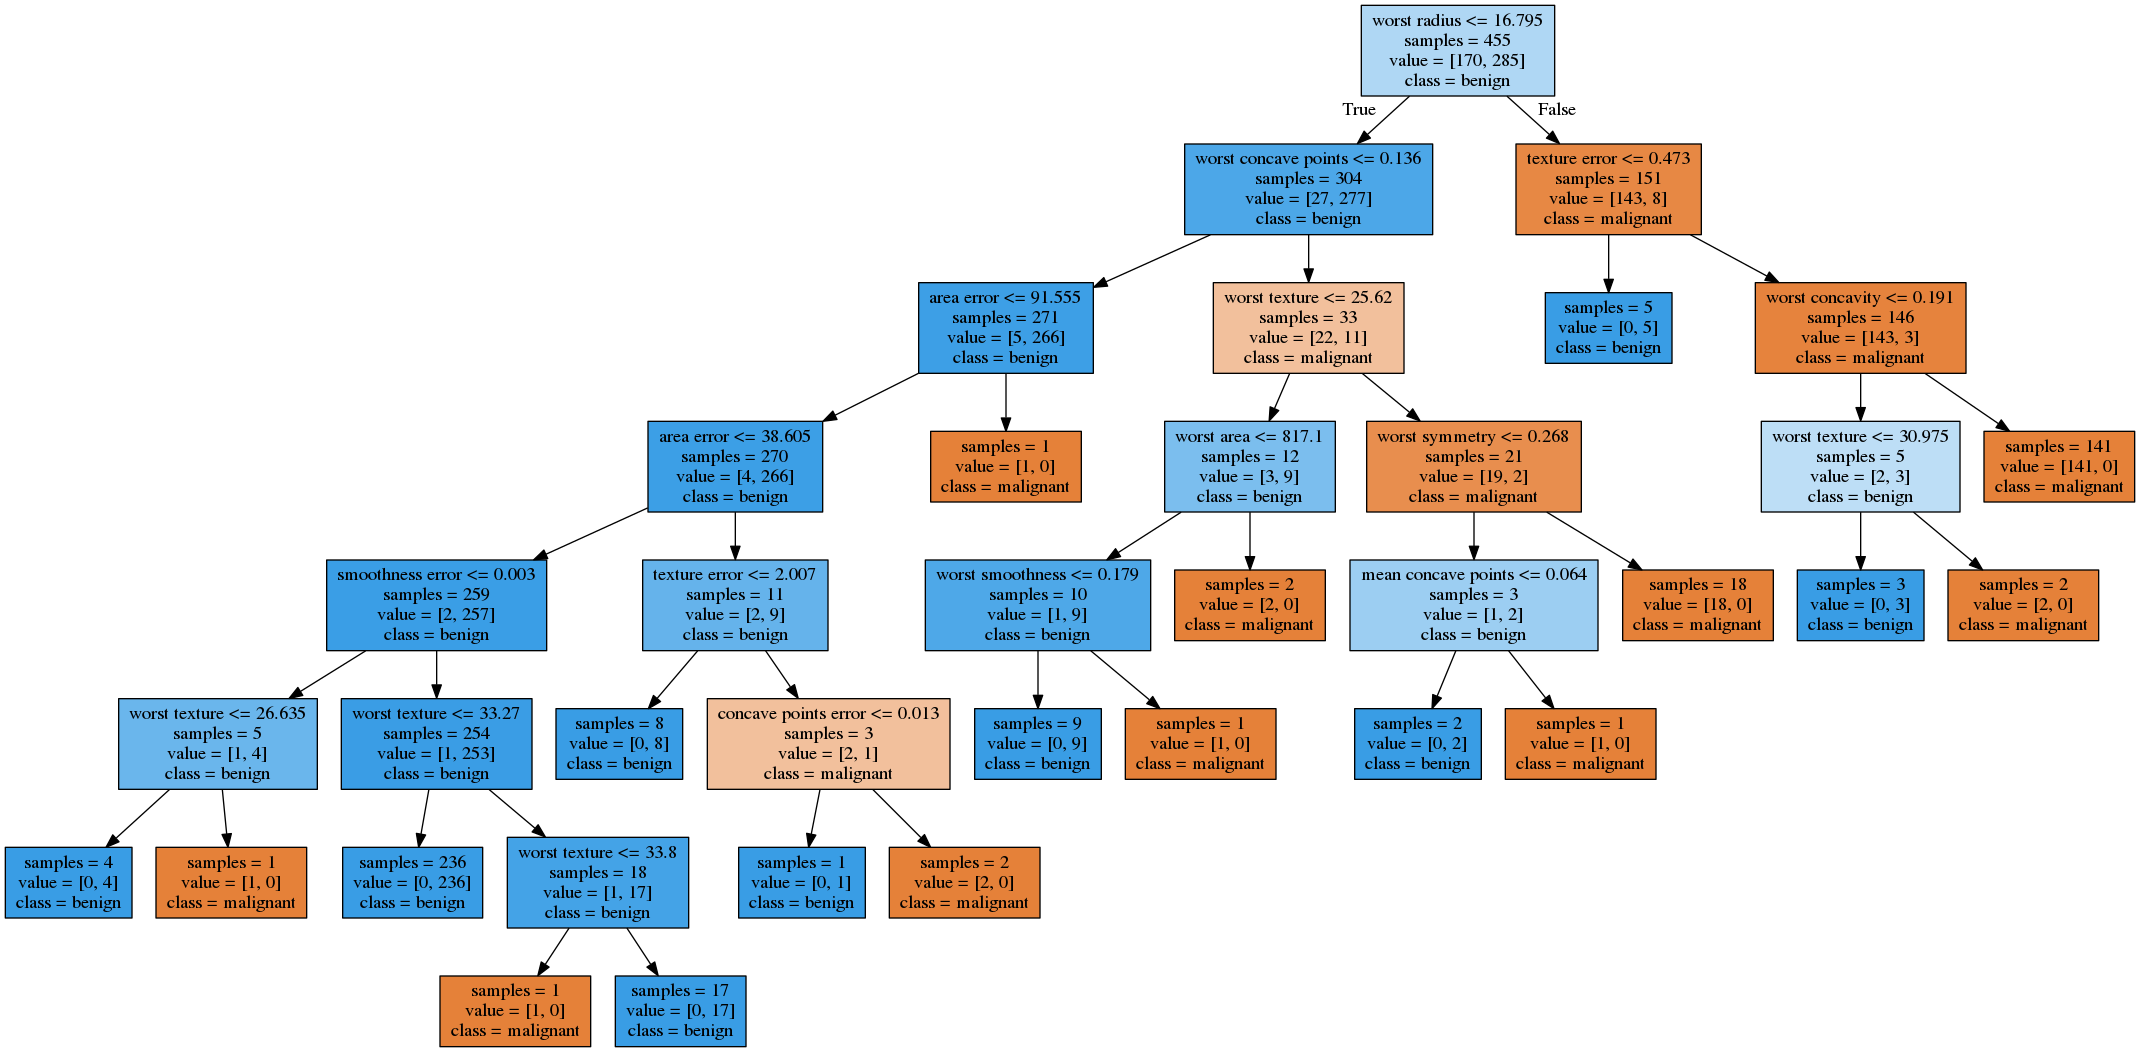 worst radius <= 16.795
samples = 455
value = [170, 285]
class = benign
True
False
worst concave points <= 0.136
samples = 304
value = [27, 277]
class = benign
texture error <= 0.473
samples = 151
value = [143, 8]
class = malignant
area error <= 91.555
samples = 271
value = [5, 266]
class = benign
worst texture <= 25.62
samples = 33
value = [22, 11]
class = malignant
samples = 5
value = [0, 5]
class = benign
worst concavity <= 0.191
samples = 146
value = [143, 3]
class = malignant
area error <= 38.605
samples = 270
value = [4, 266]
class = benign
samples = 1
value = [1, 0]
class = malignant
worst area <= 817.1
samples = 12
value = [3, 9]
class = benign
worst symmetry <= 0.268
samples = 21
value = [19, 2]
class = malignant
worst texture <= 30.975
samples = 5
value = [2, 3]
class = benign
samples = 141
value = [141, 0]
class = malignant
smoothness error <= 0.003
samples = 259
value = [2, 257]
class = benign
texture error <= 2.007
samples = 11
value = [2, 9]
class = benign
worst smoothness <= 0.179
samples = 10
value = [1, 9]
class = benign
samples = 2
value = [2, 0]
class = malignant
mean concave points <= 0.064
samples = 3
value = [1, 2]
class = benign
samples = 18
value = [18, 0]
class = malignant
samples = 3
value = [0, 3]
class = benign
samples = 2
value = [2, 0]
class = malignant
worst texture <= 26.635
samples = 5
value = [1, 4]
class = benign
worst texture <= 33.27
samples = 254
value = [1, 253]
class = benign
samples = 8
value = [0, 8]
class = benign
concave points error <= 0.013
samples = 3
value = [2, 1]
class = malignant
samples = 9
value = [0, 9]
class = benign
samples = 1
value = [1, 0]
class = malignant
samples = 2
value = [0, 2]
class = benign
samples = 1
value = [1, 0]
class = malignant
samples = 4
value = [0, 4]
class = benign
samples = 1
value = [1, 0]
class = malignant
samples = 236
value = [0, 236]
class = benign
worst texture <= 33.8
samples = 18
value = [1, 17]
class = benign
samples = 1
value = [0, 1]
class = benign
samples = 2
value = [2, 0]
class = malignant
samples = 1
value = [1, 0]
class = malignant
samples = 17
value = [0, 17]
class = benign